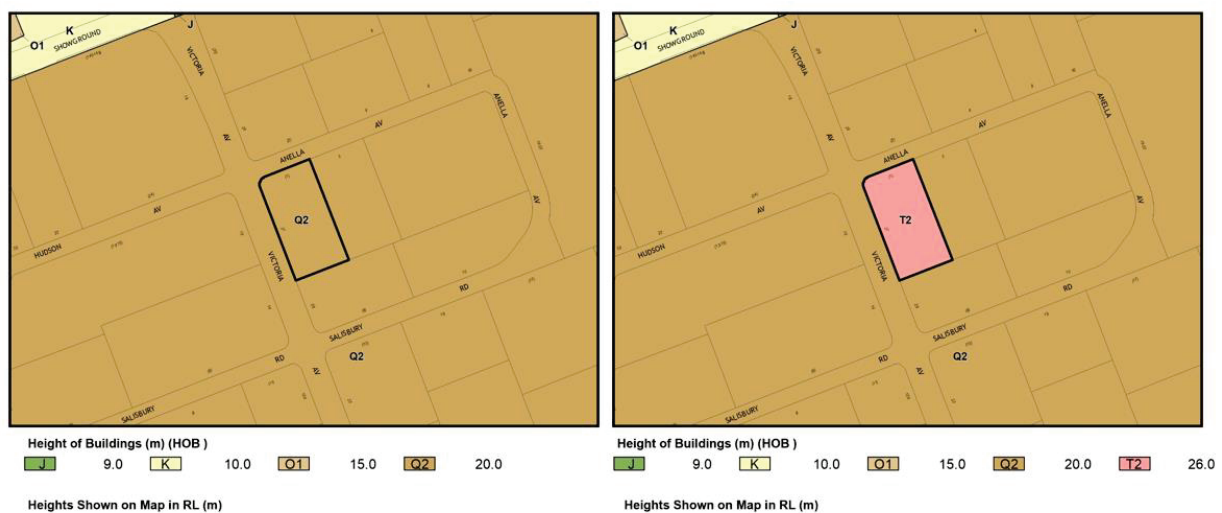 K
J
O1
SHOWGROUND
VICTORIA
AV
ANELLA
AV
ANELLA
AV
Q2
HUDSON
AV
VICTORIA
SALISBURY
RD
Q2
RD
AV
SALISBURY
K
J
O1
SHOWGROUND
VICTORIA
AV
ANELLA
AV
ANELLA
AV
T2
HUDSON
AV
VICTORIA
SALISBURY
RD
Q2
RD
AV
SALISBURY
Height of Buildings (m) (HOB )
J 9.0 K 10.0 O1 15.0 Q2 20.0
Heights Shown on Map in RL (m)
Height of Buildings (m) (HOB )
J 9.0 K 10.0 O1 15.0 Q2 20.0 T2 26.0
Heights Shown on Map in RL (m)